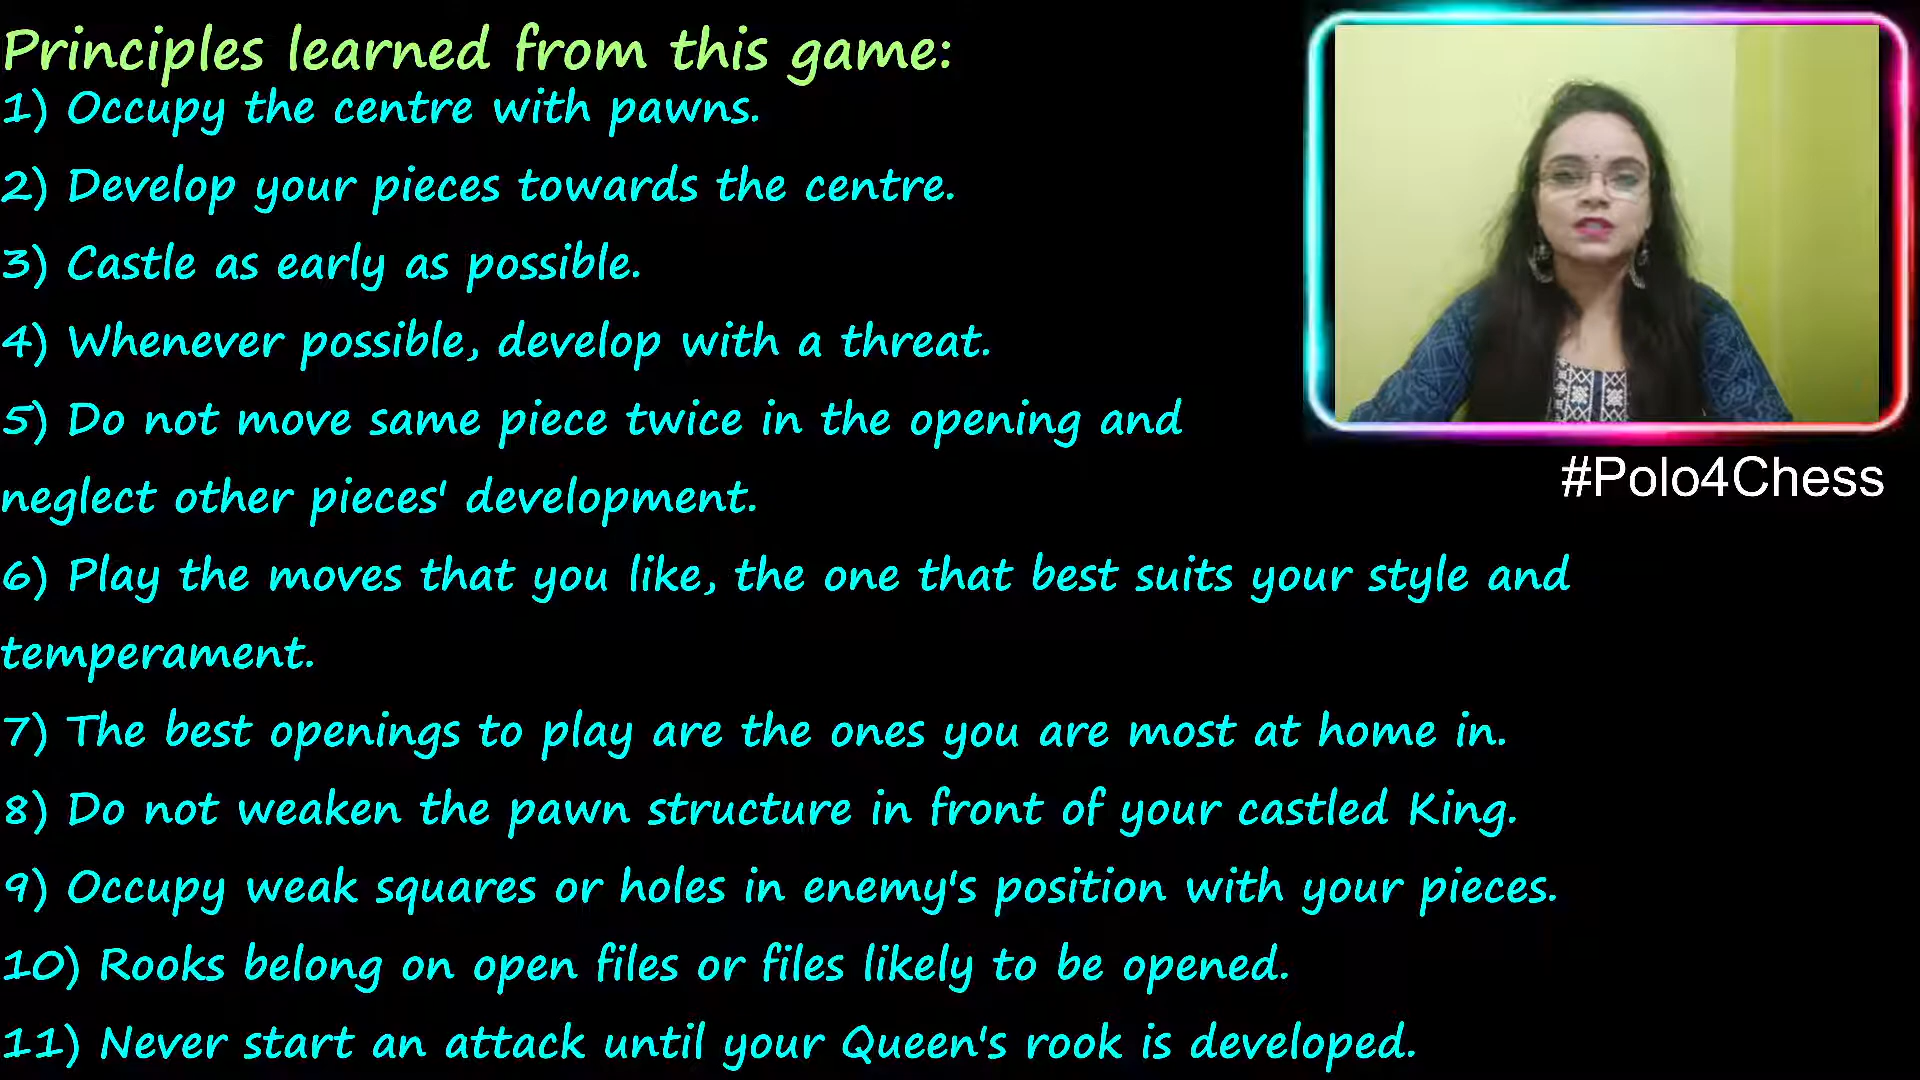 Principles learned from this game:
1) Occupy the centre with pawns.
2) Develop your pieces towards the centre.
3) Castle as early as possible.
4) Whenever possible, develop with a threat.
5) Do not move same piece twice in the opening and
neglect other pieces' development.
#Polo4Chess
6) Play the moves that you like, the one that best suits your style and
temperament.
7) The best openings to play are the ones you are most at home in.
8) Do not weaken the pawn structure in front of your castled King.
9) Occupy weak squares or holes in enemy's position with your pieces.
10) Rooks belong on open files or files likely to be opened.
11) Never start an attack until your Queen's rook is developed.